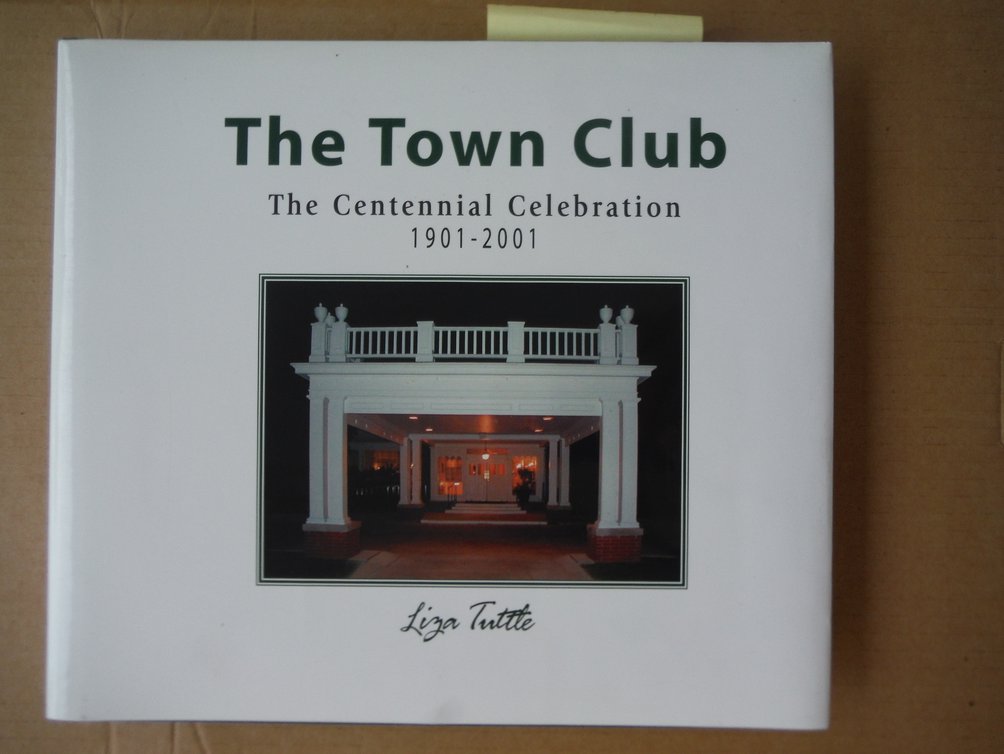 The Town Club
The Centennial Celebration
1901-2001
Liza Tuttle